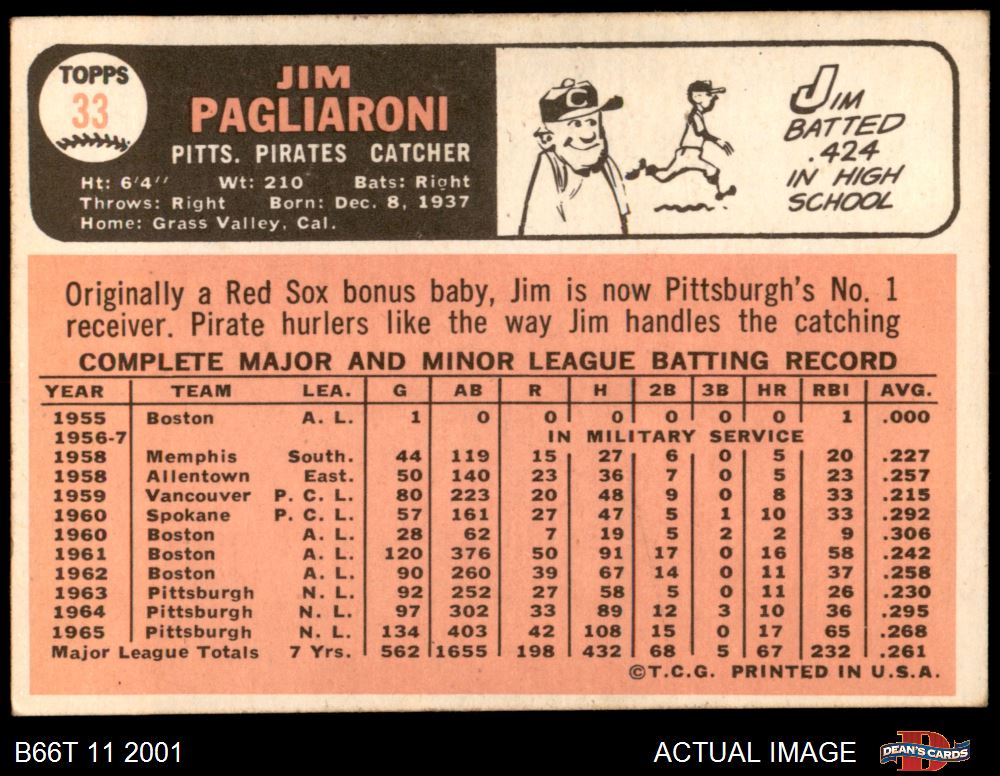 TOPPS
33
JIM
PAGLIARONI
PITTS. PIRATES CATCHER
Ht: 6'4" Wt: 210 Bats: Right
Throws: Right Born: Dec. 8, 1937
Home: Grass Valley, Cal.
C
JIM
BATTED
.424
IN HIGH
SCHOOL
Originally a Red Sox bonus baby, Jim is now Pittsburgh's No. 1
receiver. Pirate hurlers like the way Jim handles the catching
COMPLETE MAJOR AND MINOR LEAGUE BATTING RECORD
YEAR TEAM LEA. G AB R H 2B 3B HR RBI AVG.
1955 Boston A. L. 1 0 0 0 0 0 0 1 .000
1956-7 IN MILITARY SERVICE
1958 Memphis South. 44 119 15 27 6 0 5 20 .227
1958 Allentown East. 50 140 23 36 7 0 5 23 .257
1959 Vancouver P. C. L. 80 223 20 48 9 0 8 33 .215
1960 Spokane P. C. L. 57 161 27 47 5 1 10 33 .292
1960 Boston A. L. 28 62 7 19 5 2 2 9 .306
1961 Boston A. L. 120 376 50 91 17 0 16 58 .242
1962 Boston A. L. 90 260 39 67 14 0 11 37 .258
1963 Pittsburgh N. L. 92 252 27 58 5 0 11 26 .230
1964 Pittsburgh N. L. 97 302 33 89 12 3 10 36 .295
1965 Pittsburgh N. L. 134 403 42 108 15 0 17 65 .268
Major League Totals 7 Yrs. 562 1655 198 432 68 5 67 232 .261
©T.C.G. PRINTED IN U.S.A.
B66T 11 2001
ACTUAL IMAGE
DEAN'S CARDS